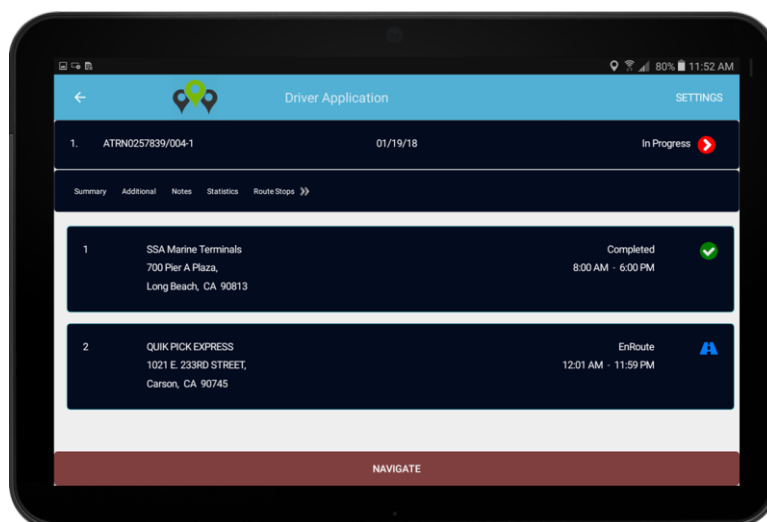 80% 11:52 AM
Driver Application
SETTINGS
1. ATRN0257839/004-1 01/19/18 In Progress
Summary Additional Notes Statistics Route Stops
1 SSA Marine Terminals Completed
700 Pier A Plaza, 8:00 AM - 6:00 PM
Long Beach, CA 90813
2 QUIK PICK EXPRESS EnRoute
1021 E. 233RD STREET, 12:01 AM - 11:59 PM
Carson, CA 90745
NAVIGATE